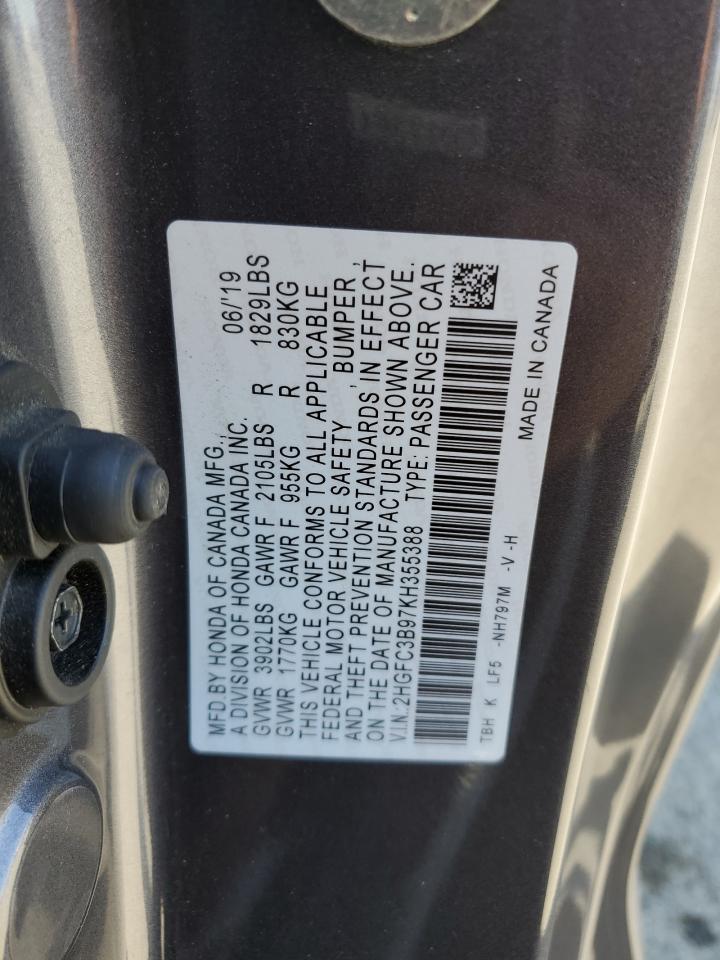 MFD.BY HONDA OF CANADA MFG., 06/'19
A DIVISION OF HONDA CANADA INC.
GVWR 3902LBS GAWR F 2105LBS R 1829LBS
GVWR 1770KG GAWR F 955KG R 830KG
THIS VEHICLE CONFORMS TO ALL APPLICABLE
FEDERAL MOTOR VEHICLE SAFETY, BUMPER,
AND THEFT PREVENTION STANDARDS IN EFFECT
ON THE DATE OF MANUFACTURE SHOWN ABOVE.
V.I.N.:2HGFC3B97KH355388 TYPE: PASSENGER CAR
TBH K LF5 -NH797M -V -H MADE IN CANADA